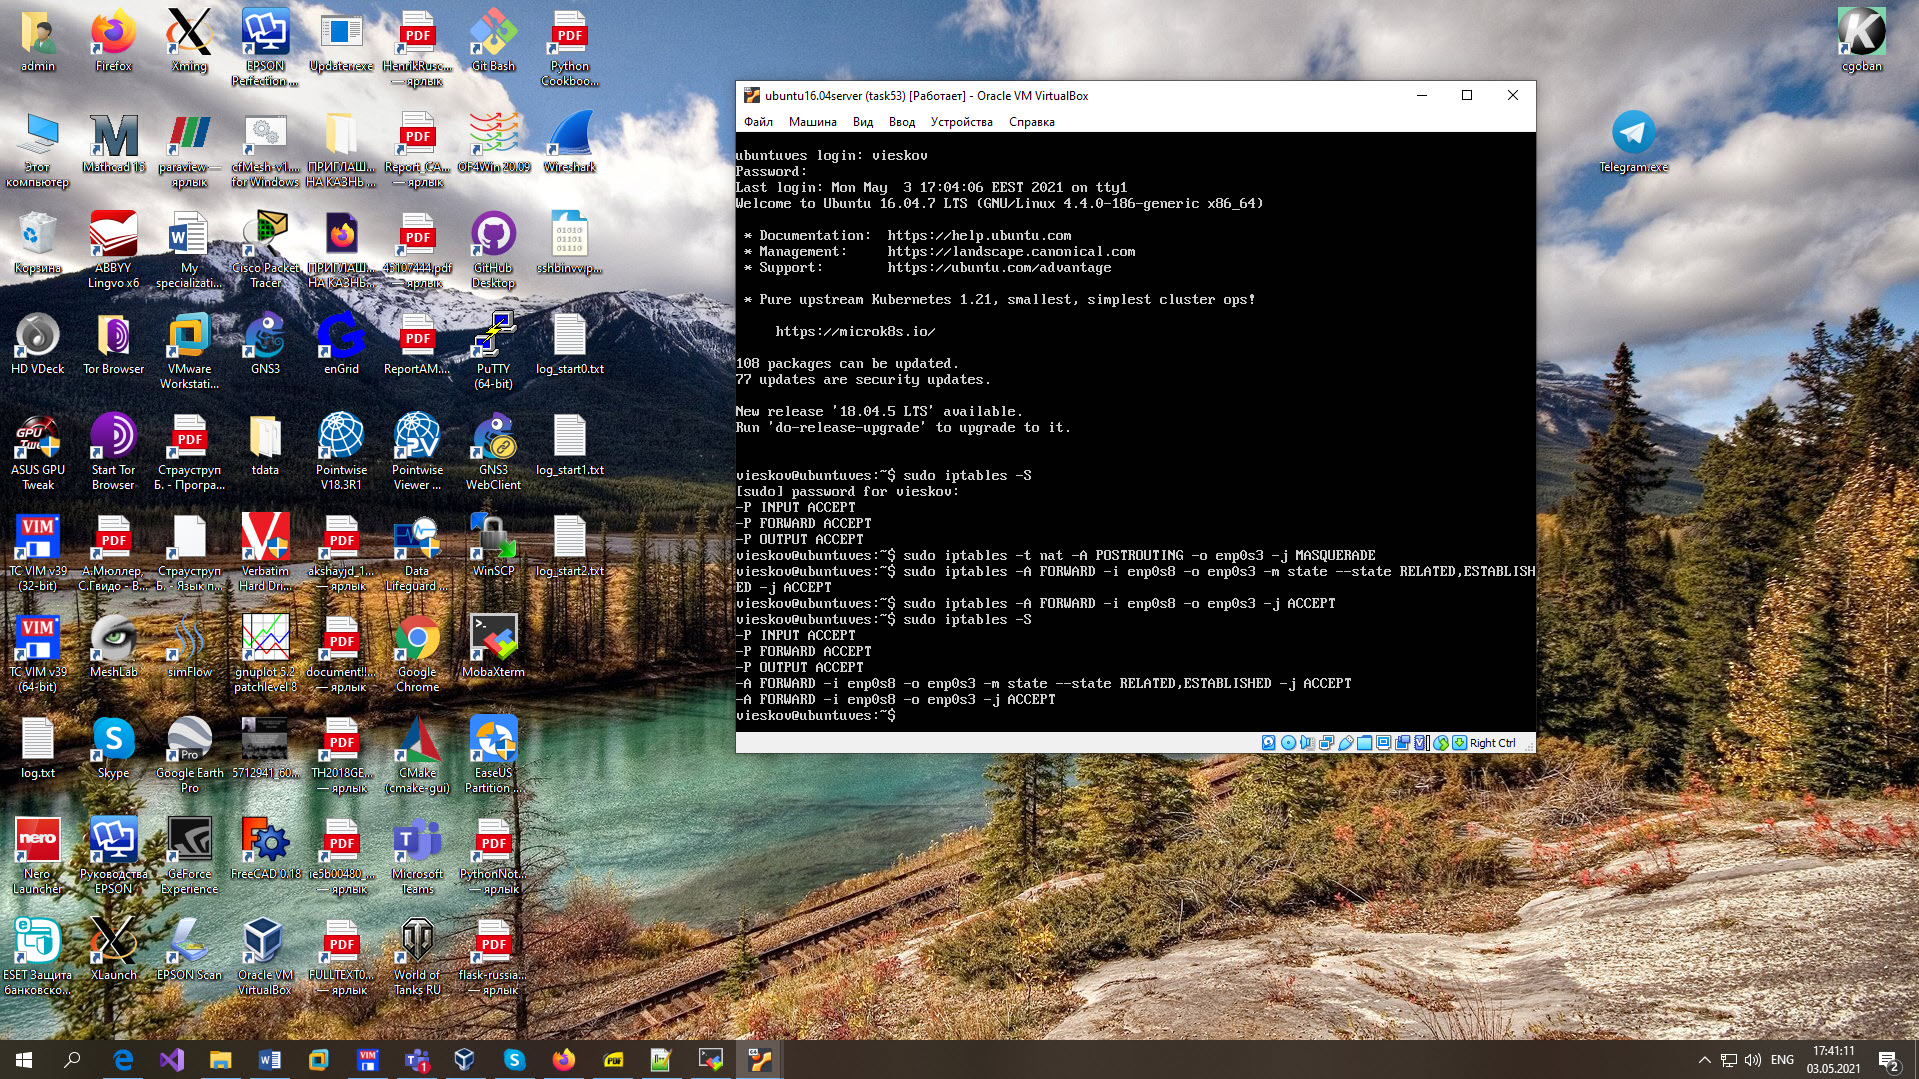 admin
Firefox
Xming
EPSON
Perfection ...
Updater.exe
HenrikRusc...
— ярлык
Git Bash
Python
Cookboo...
cgoban
Этот
компьютер
Mathcad 15
paraview —
ярлык
cfMesh-v1....
for Windows
ПРИГЛАШ...
НА КАЗНЬ ...
Report_CA...
— ярлык
OF4Win 20.09
Wireshark
Telegram.exe
Корзина
ABBYY
Lingvo x6
My
specializati...
Cisco Packet
Tracer
ПРИГЛАШ...
НА КАЗНЬ...
45107444.pdf
— ярлык
GitHub
Desktop
sshbinvv.p...
HD VDeck
Tor Browser
VMware
Workstati...
GNS3
enGrid
ReportAM....
PuTTY
(64-bit)
log_start0.txt
ASUS GPU
Tweak
Start Tor
Browser
Страуструп
Б. - Програ...
tdata
Pointwise
V18.3R1
Pointwise
Viewer ...
GNS3
WebClient
log_start1.txt
TC VIM v39
(32-bit)
А.Мюллер,
С.Гвидо - В...
Страуструп
Б. - Язык п...
Verbatim
Hard Dri...
akshayjd_1...
— ярлык
Data
Lifeguard ...
WinSCP
log_start2.txt
TC VIM v39
(64-bit)
MeshLab
simFlow
gnuplot 5.2
patchlevel 8
document!!...
— ярлык
Google
Chrome
MobaXterm
log.txt
Skype
Google Earth
Pro
5712941_60...
TH2018GE...
— ярлык
CMake
(cmake-gui)
EaseUS
Partition ...
Nero
Launcher
Руководства
EPSON
GeForce
Experience
FreeCAD 0.18
ie5b00480_...
— ярлык
Microsoft
Teams
PythonNot...
— ярлык
ESET Защита
банковско...
XLaunch
EPSON Scan
Oracle VM
VirtualBox
FULLTEXT0...
— ярлык
World of
Tanks RU
flask-russia...
— ярлык
ubuntu16.04server (task53) [Работает] - Oracle VM VirtualBox
Файл Машина Вид Ввод Устройства Справка
ubuntuves login: vieskov
Password:
Last login: Mon May  3 17:04:06 EEST 2021 on tty1
Welcome to Ubuntu 16.04.7 LTS (GNU/Linux 4.4.0-186-generic x86_64)
* Documentation:  https://help.ubuntu.com
* Management:     https://landscape.canonical.com
* Support:        https://ubuntu.com/advantage
* Pure upstream Kubernetes 1.21, smallest, simplest cluster ops!
https://microk8s.io/
108 packages can be updated.
77 updates are security updates.
New release '18.04.5 LTS' available.
Run 'do-release-upgrade' to upgrade to it.
vieskov@ubuntuves:~$ sudo iptables -S
[sudo] password for vieskov:
-P INPUT ACCEPT
-P FORWARD ACCEPT
-P OUTPUT ACCEPT
vieskov@ubuntuves:~$ sudo iptables -t nat -A POSTROUTING -o enp0s3 -j MASQUERADE
vieskov@ubuntuves:~$ sudo iptables -A FORWARD -i enp0s8 -o enp0s3 -m state --state RELATED,ESTABLISH
ED -j ACCEPT
vieskov@ubuntuves:~$ sudo iptables -A FORWARD -i enp0s8 -o enp0s3 -j ACCEPT
vieskov@ubuntuves:~$ sudo iptables -S
-P INPUT ACCEPT
-P FORWARD ACCEPT
-P OUTPUT ACCEPT
-A FORWARD -i enp0s8 -o enp0s3 -m state --state RELATED,ESTABLISHED -j ACCEPT
-A FORWARD -i enp0s8 -o enp0s3 -j ACCEPT
vieskov@ubuntuves:~$
Right Ctrl
ENG
17:41:11
03.05.2021